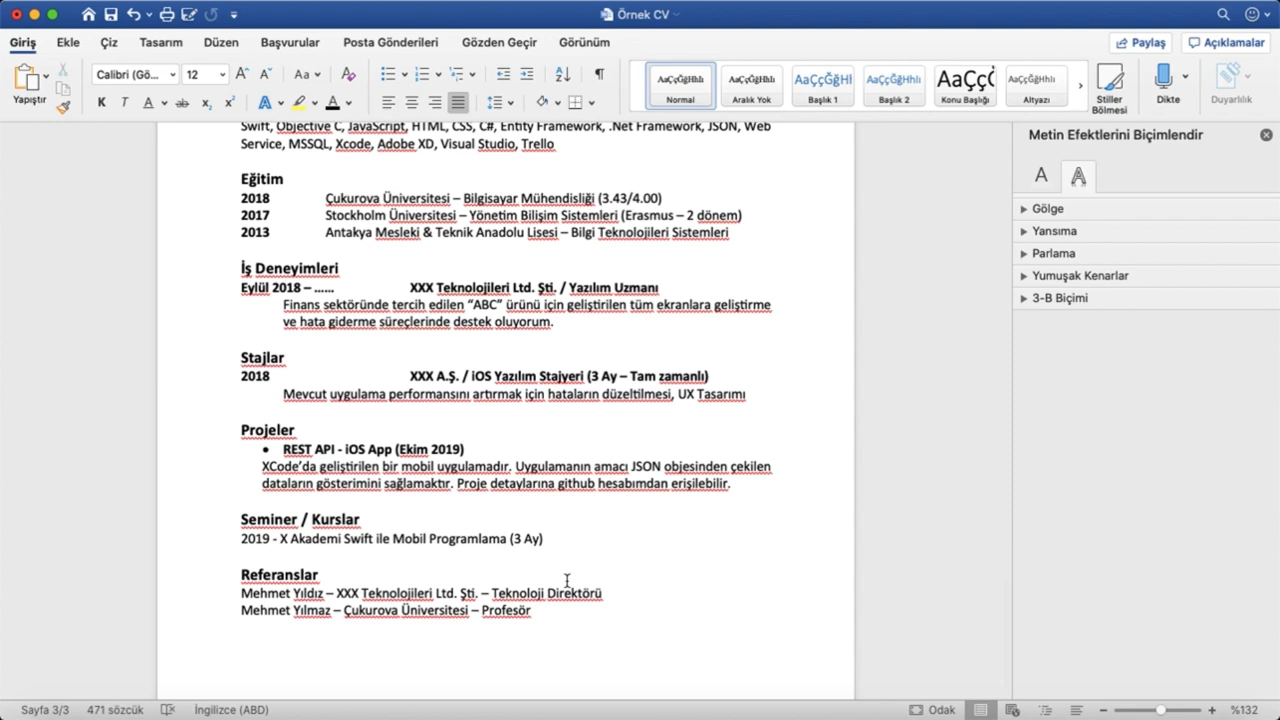 Örnek CV
Giriş Ekle Çiz Tasarım Düzen Başvurular Posta Gönderileri Gözden Geçir Görünüm Paylaş Açıklamalar
Yapıştır Calibri (Gö... 12 Aa
AaÇçĞğHhIı AaÇçĞğHhIı AaÇçĞğHl AaÇçĞğHhIı AaÇçĞ AaÇçĞğHhIı
Normal Aralık Yok Başlık 1 Başlık 2 Konu Başlığı Altyazı Stiller Bölmesi Dikte Duyarlılık
Swift, Objective C, JavaScript, HTML, CSS, C#, Entity Framework, .Net Framework, JSON, Web
Service, MSSQL, Xcode, Adobe XD, Visual Studio, Trello
Eğitim
2018 Çukurova Üniversitesi – Bilgisayar Mühendisliği (3.43/4.00)
2017 Stockholm Üniversitesi – Yönetim Bilişim Sistemleri (Erasmus – 2 dönem)
2013 Antakya Mesleki & Teknik Anadolu Lisesi – Bilgi Teknolojileri Sistemleri
İş Deneyimleri
Eylül 2018 – …… XXX Teknolojileri Ltd. Şti. / Yazılım Uzmanı
Finans sektöründe tercih edilen “ABC” ürünü için geliştirilen tüm ekranlara geliştirme
ve hata giderme süreçlerinde destek oluyorum.
Stajlar
2018 XXX A.Ş. / iOS Yazılım Stajyeri (3 Ay – Tam zamanlı)
Mevcut uygulama performansını artırmak için hataların düzeltilmesi, UX Tasarımı
Projeler
• REST API - iOS App (Ekim 2019)
XCode’da geliştirilen bir mobil uygulamadır. Uygulamanın amacı JSON objesinden çekilen
dataların gösterimini sağlamaktır. Proje detaylarına github hesabımdan erişilebilir.
Seminer / Kurslar
2019 - X Akademi Swift ile Mobil Programlama (3 Ay)
Referanslar
Mehmet Yıldız – XXX Teknolojileri Ltd. Şti. – Teknoloji Direktörü
Mehmet Yılmaz – Çukurova Üniversitesi – Profesör
Metin Efektlerini Biçimlendir
Gölge
Yansıma
Parlama
Yumuşak Kenarlar
3-B Biçimi
Sayfa 3/3 471 sözcük İngilizce (ABD) Odak %132